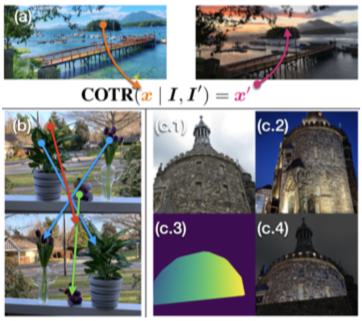 (a)
COTR(x | I, I′) = x′
(b)
(c.1)
(c.2)
(c.3)
(c.4)